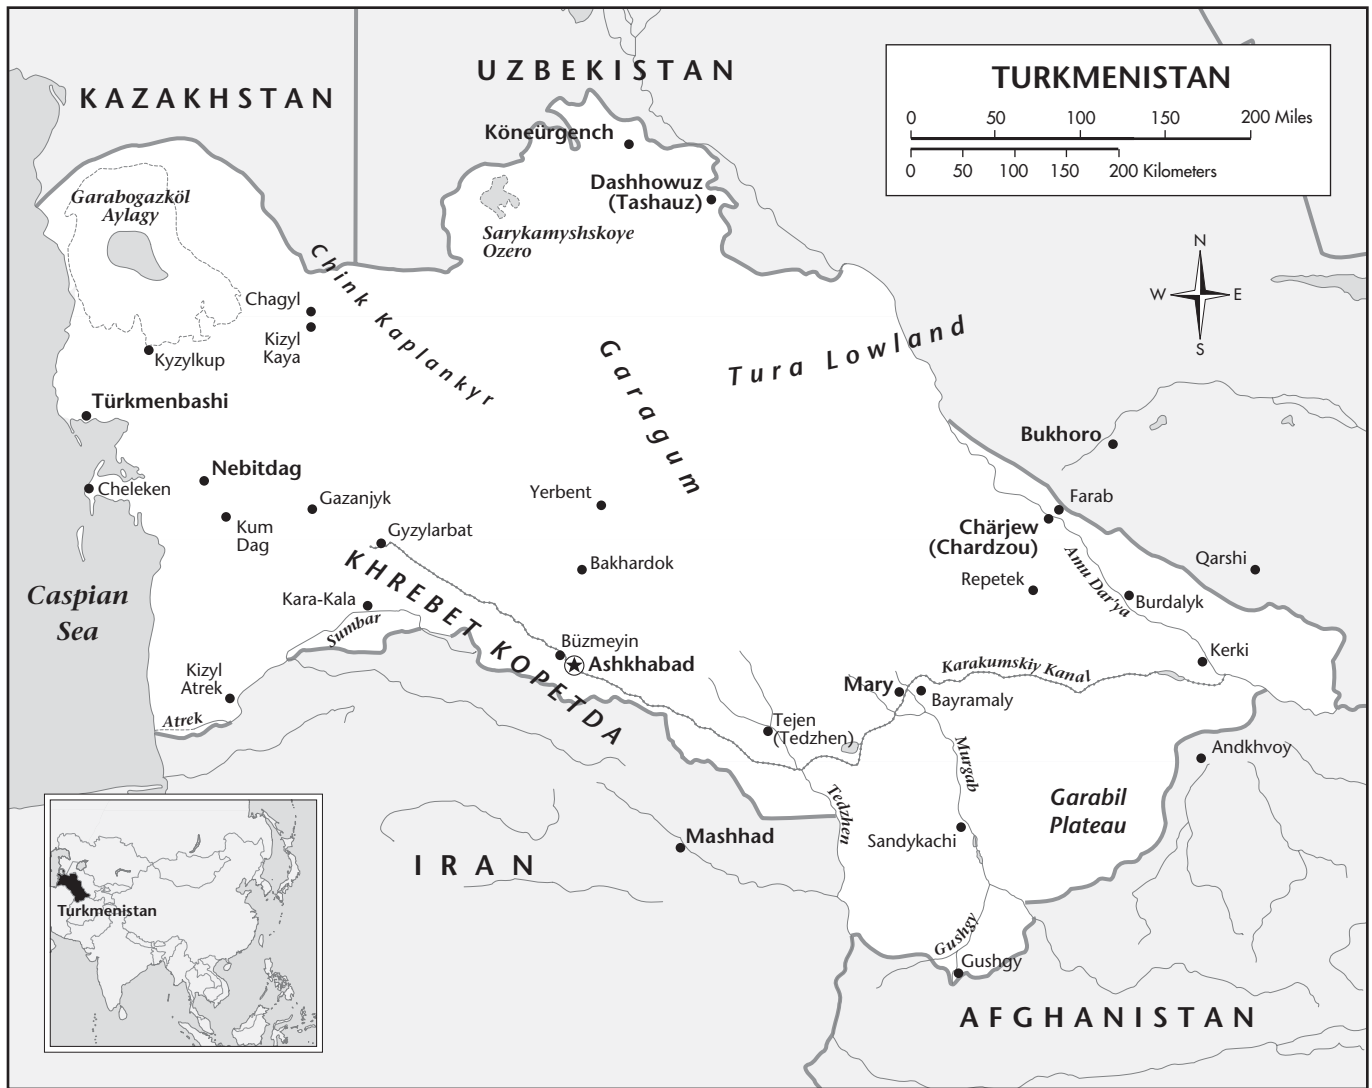 UZBEKISTAN
KAZAKHSTAN
TURKMENISTAN
0 50 100 150 200 Miles
0 50 100 150 200 Kilometers
Köneürgench
Dashhowuz
(Tashauz)
Garabogazköl
Aylagy
Sarykamyshskoye
Ozero
N
W E
S
Chink Kaplankyr
Chagyl
Kizyl
Kaya
Kyzylkup
Garagum
Tura Lowland
Türkmenbashi
Bukhoro
Nebitdag
Cheleken
Gazanjyk
Yerbent
Farab
Kum
Dag
Chärjew
(Chardzou)
Gyzylarbat
Qarshi
Bakhardok
Repetek
Amu Dar'ya
Burdalyk
Caspian
Sea
KHREBET KOPETDA
Kara-Kala
Sumbar
Büzmeyin
Ashkhabad
Kerki
Karakumskiy Kanal
Kizyl
Atrek
Mary
Bayramaly
Atrek
Tejen
(Tedzhen)
Murgab
Andkhvoy
Tedzhen
Garabil
Plateau
Mashhad
Sandykachi
IRAN
Turkmenistan
Gushgy
Gushgy
AFGHANISTAN